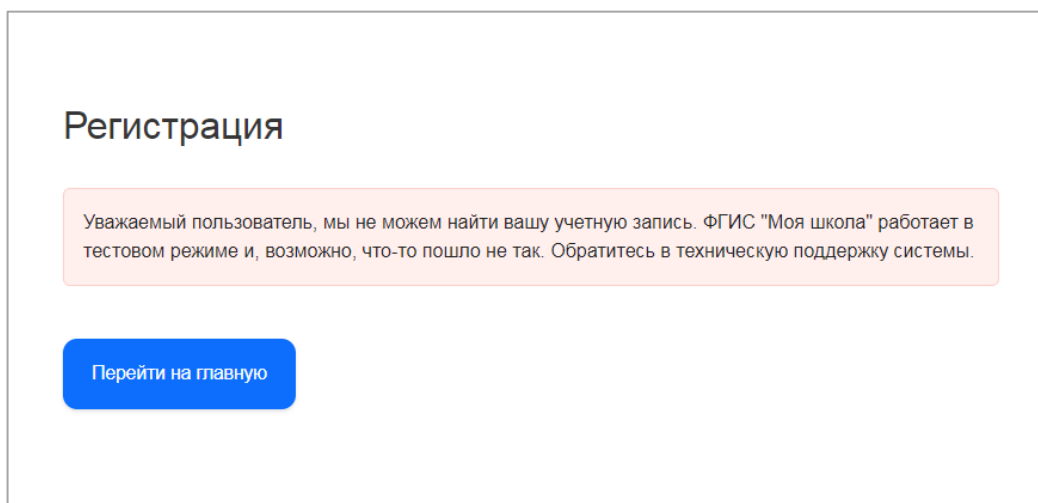 Регистрация
Уважаемый пользователь, мы не можем найти вашу учетную запись. ФГИС "Моя школа" работает в
тестовом режиме и, возможно, что-то пошло не так. Обратитесь в техническую поддержку системы.
Перейти на главную